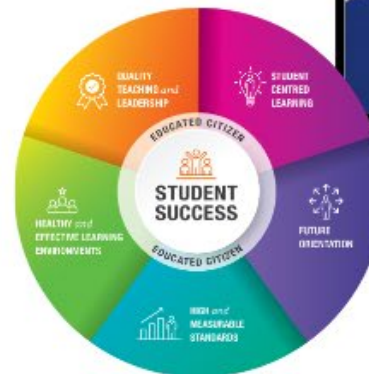 QUALITY
TEACHING and
LEADERSHIP
STUDENT
CENTRED
LEARNING
EDUCATED CITIZEN
STUDENT
SUCCESS
EDUCATED CITIZEN
HEALTHY and
EFFECTIVE LEARNING
ENVIRONMENTS
FUTURE
ORIENTATION
HIGH and
MEASURABLE
STANDARDS